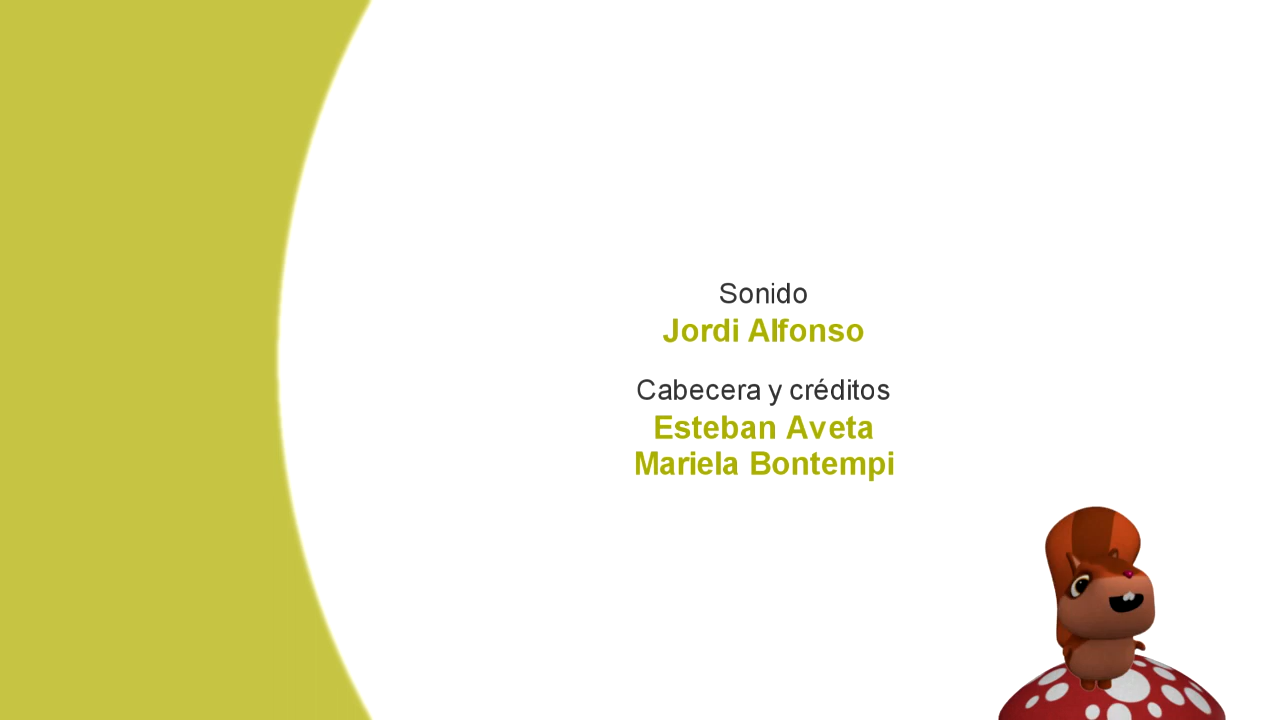 Sonido
Jordi Alfonso
Cabecera y créditos
Esteban Aveta
Mariela Bontempi